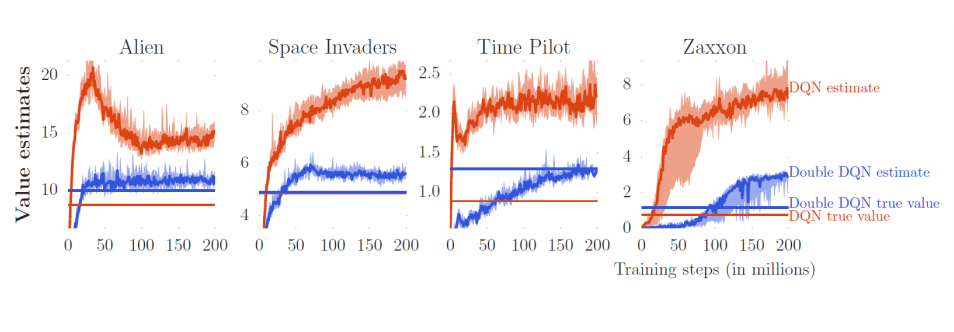 Alien
Space Invaders
Time Pilot
Zaxxon
Value estimates
20
15
10
0 50 100 150 200
8
6
4
0 50 100 150 200
2.5
2.0
1.5
1.0
0 50 100 150 200
8
6
4
2
0
0 50 100 150 200
DQN estimate
Double DQN estimate
Double DQN true value
DQN true value
Training steps (in millions)